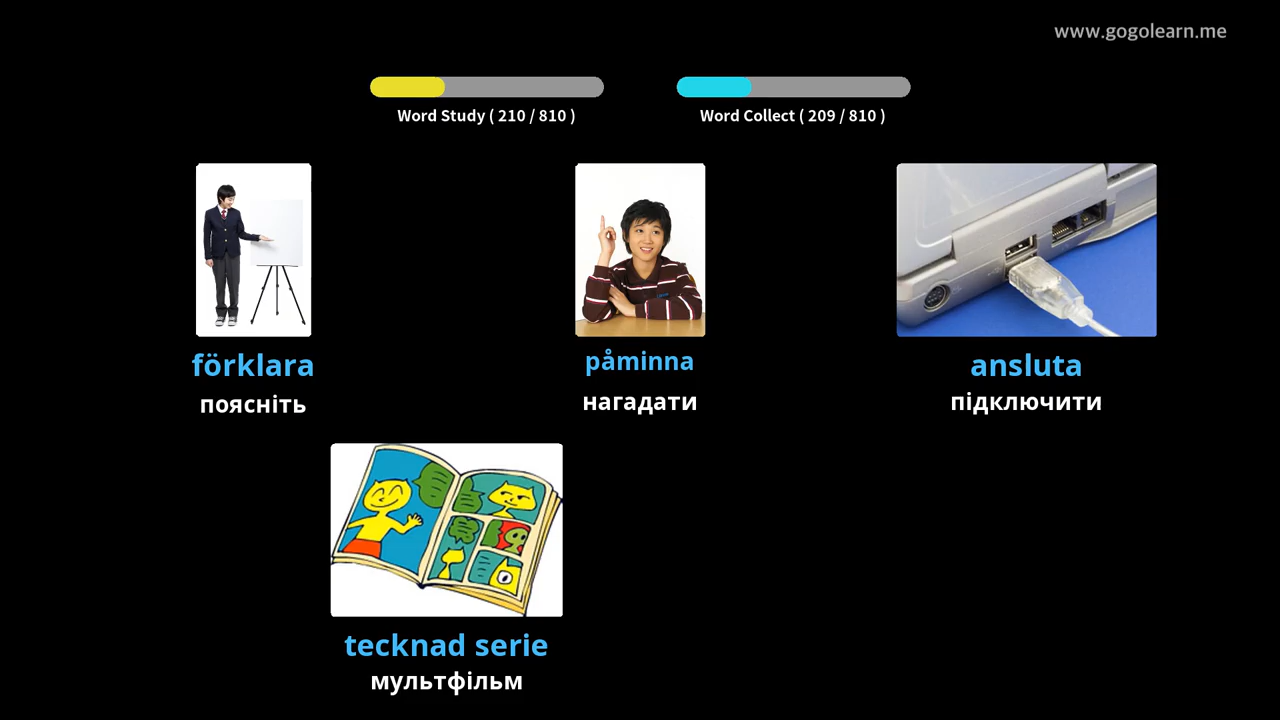 www.gogolearn.me
Word Study ( 210 / 810 )
Word Collect ( 209 / 810 )
förklara
поясніть
påminna
нагадати
ansluta
підключити
tecknad serie
мультфільм